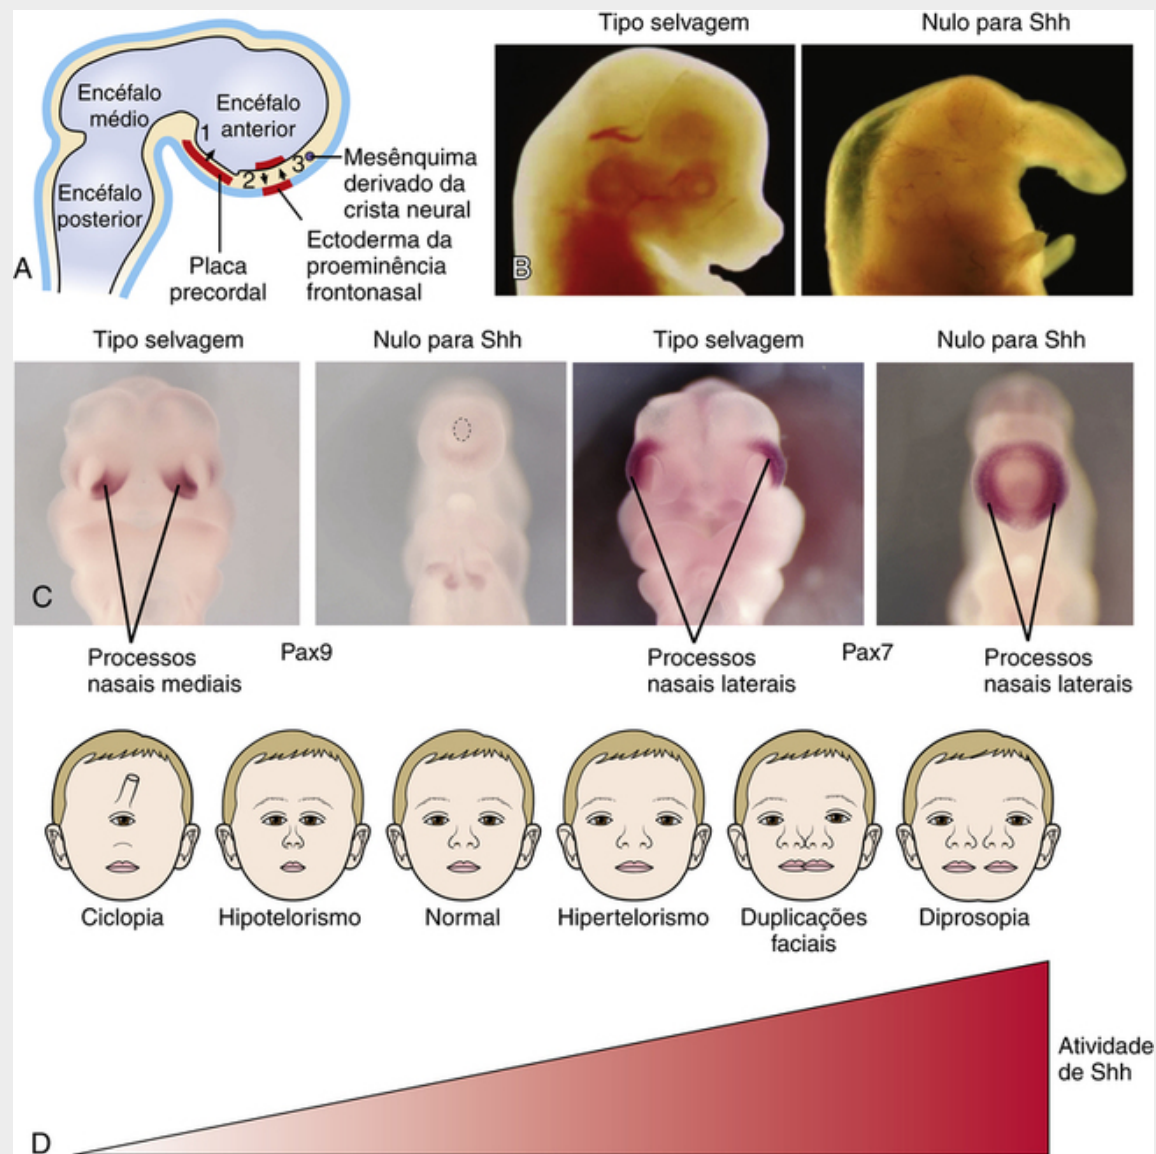 Tipo selvagem
Nulo para Shh
Encéfalo
médio
Encéfalo
anterior
Encéfalo
posterior
1
2
3
Mesênquima
derivado da
crista neural
Ectoderma da
proeminência
frontonasal
Placa
precordal
A
B
Tipo selvagem
Nulo para Shh
Tipo selvagem
Nulo para Shh
C
Processos
nasais mediais
Pax9
Processos
nasais laterais
Pax7
Processos
nasais laterais
Ciclopia
Hipotelorismo
Normal
Hipertelorismo
Duplicações
faciais
Diprosopia
Atividade
de Shh
D